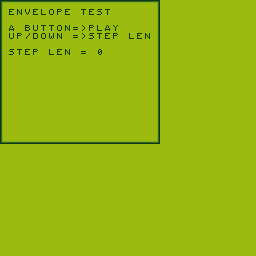 ENVELOPE TEST
A BUTTON=>PLAY
UP/DOWN =>STEP LEN
STEP LEN = 0